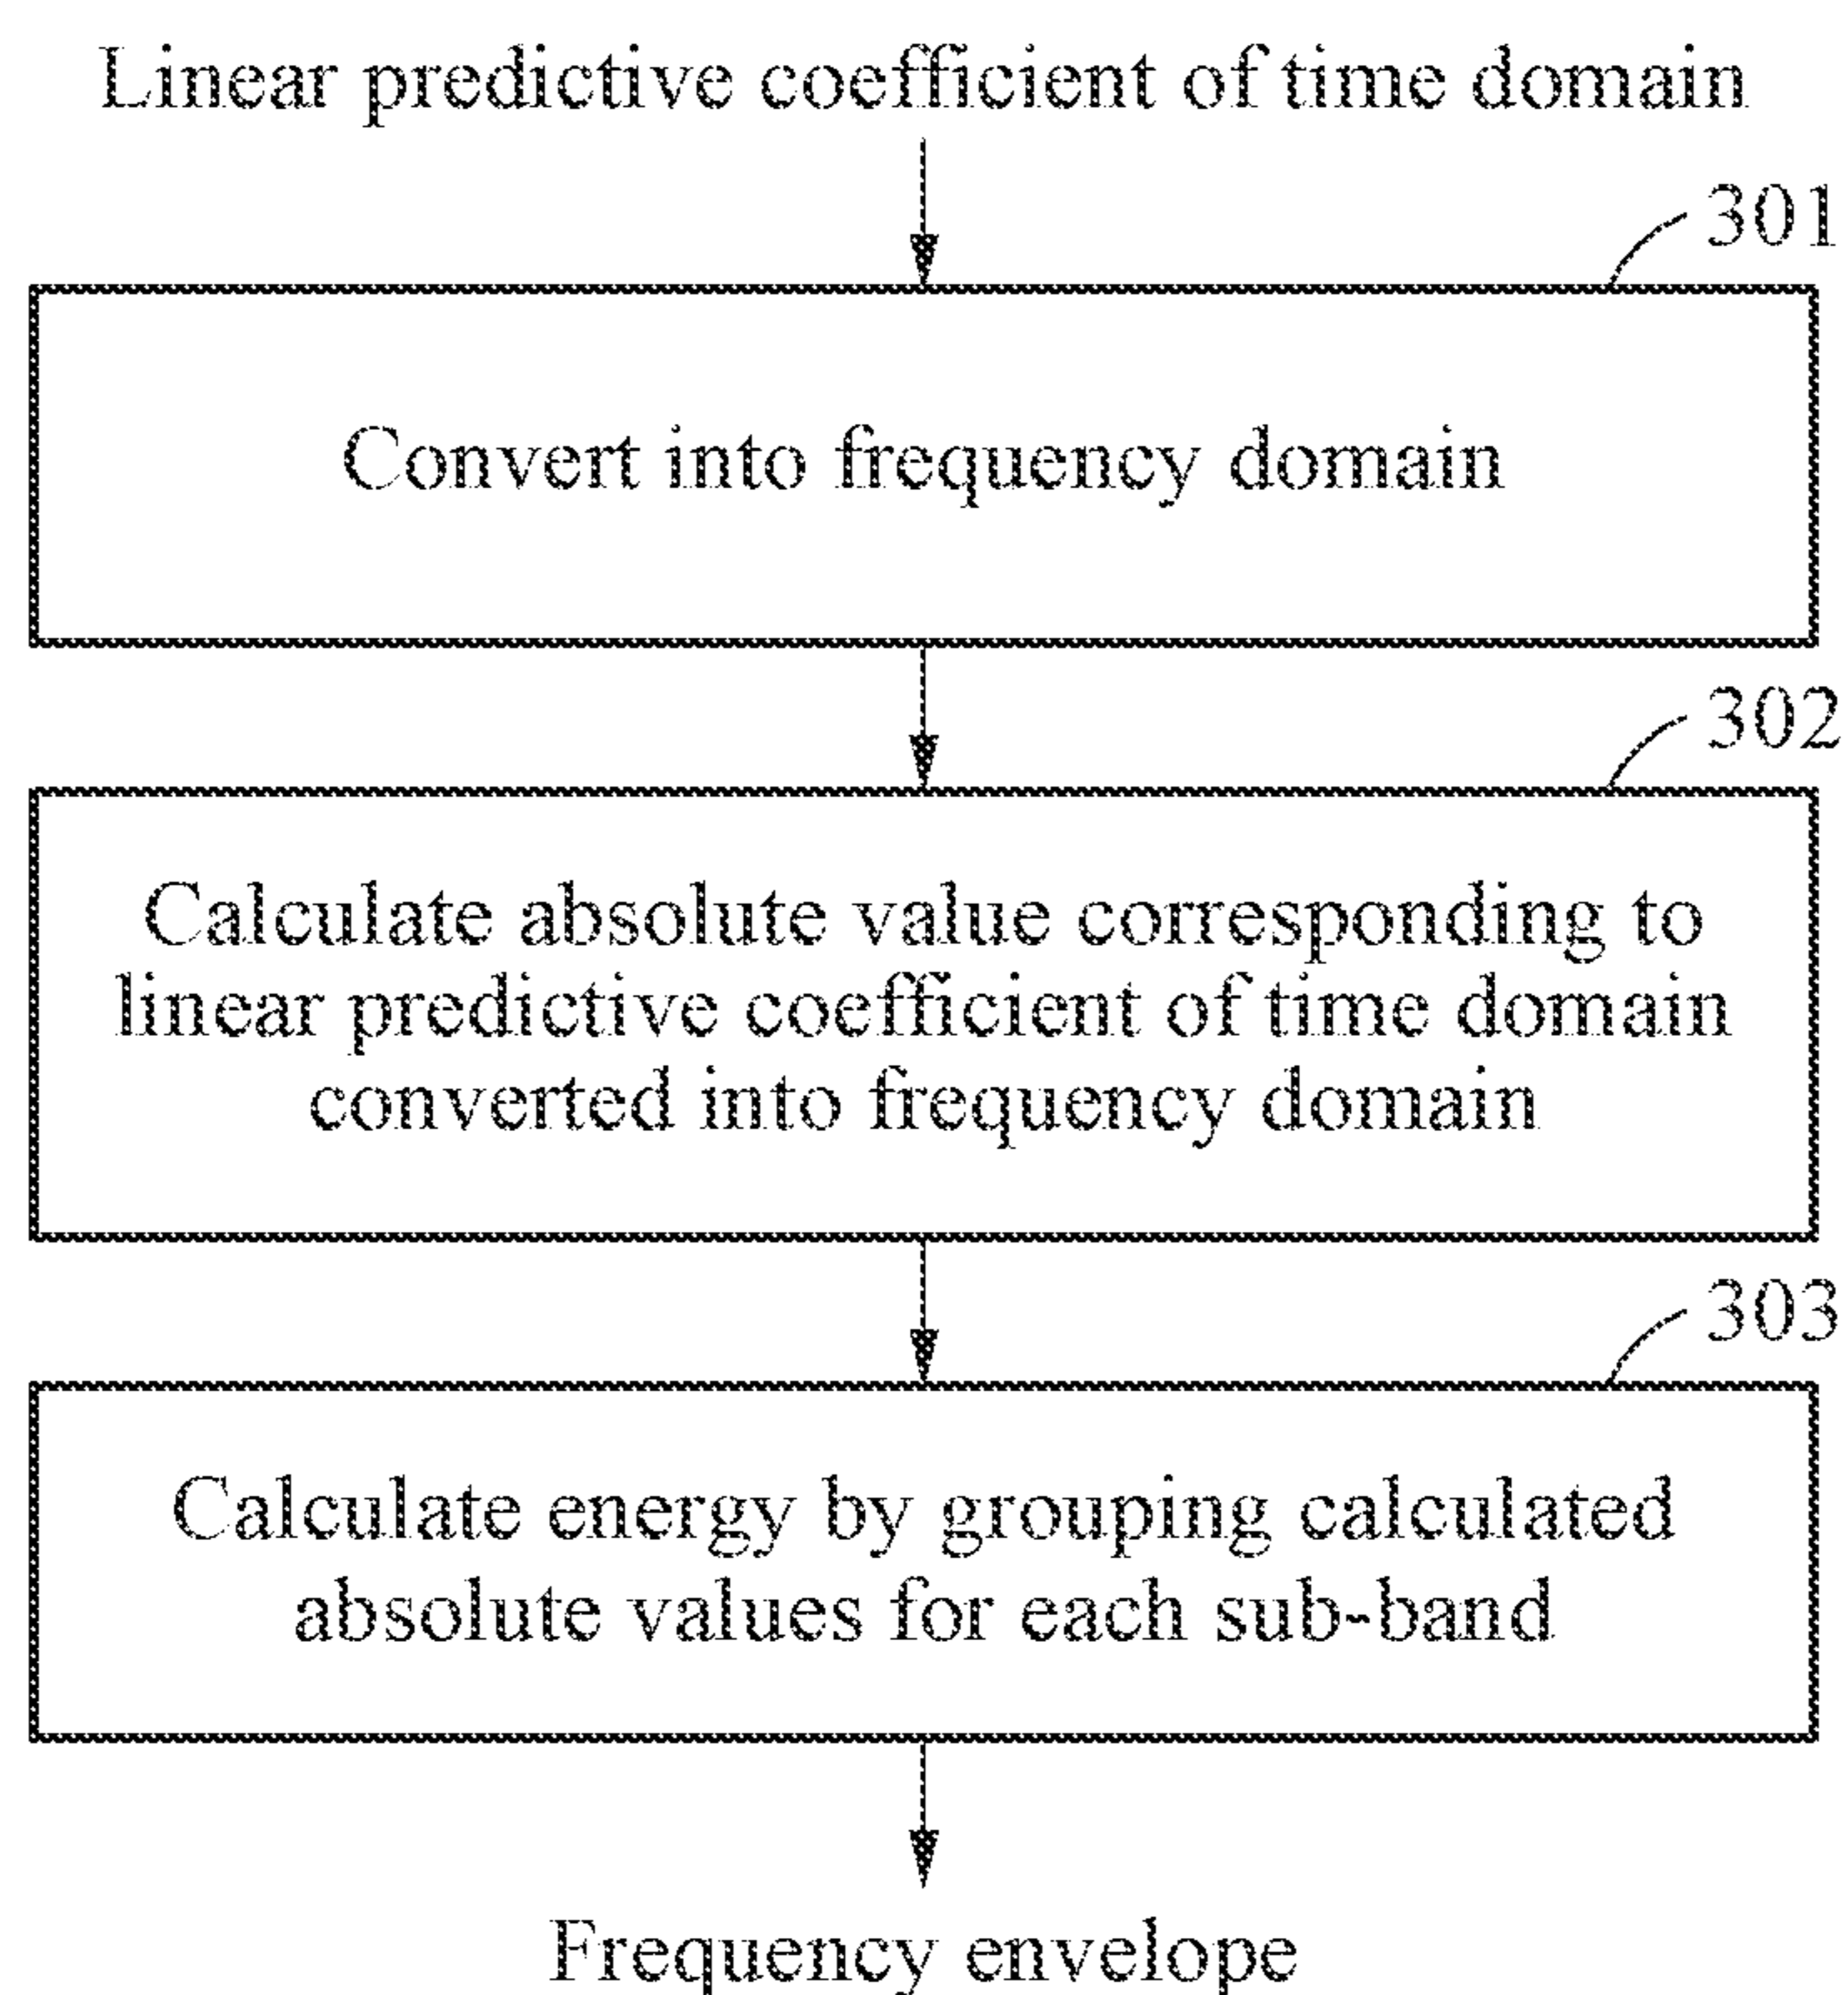 Linear predictive coefficient of time domain
301
Convert into frequency domain
302
Calculate absolute value corresponding to
linear predictive coefficient of time domain
converted into frequency domain
303
Calculate energy by grouping calculated
absolute values for each sub-band
Frequency envelope